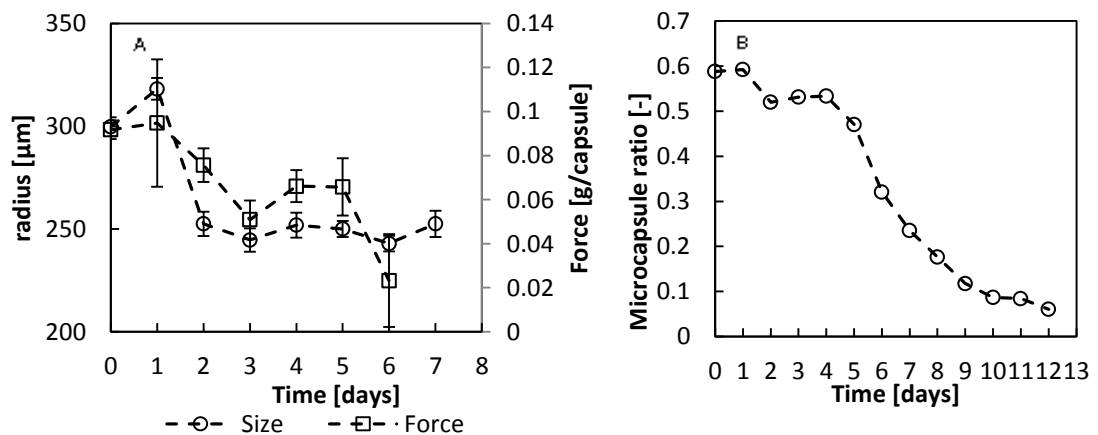 A
350
300
250
200
radius [µm]
0.14
0.12
0.1
0.08
0.06
0.04
0.02
0
Force [g/capsule]
0 1 2 3 4 5 6 7 8
Time [days]
Size Force
B
0.7
0.6
0.5
0.4
0.3
0.2
0.1
0
Microcapsule ratio [-]
0 1 2 3 4 5 6 7 8 9 10 11 12 13
Time [days]